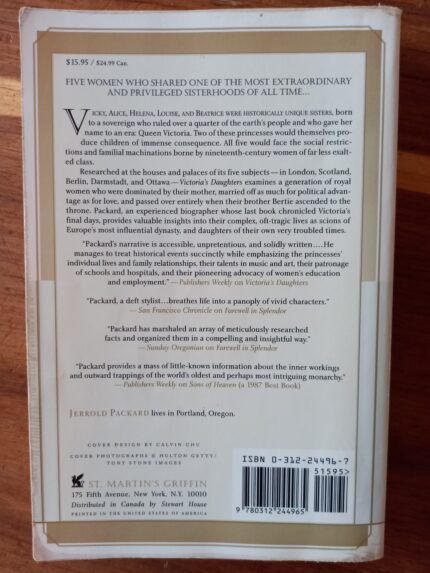 $15.95 / $24.99 Can.
FIVE WOMEN WHO SHARED ONE OF THE MOST EXTRAORDINARY
AND PRIVILEGED SISTERHOODS OF ALL TIME...
VICKY, ALICE, HELENA, LOUISE, AND BEATRICE WERE HISTORICALLY UNIQUE SISTERS, born
to a sovereign who ruled over a quarter of the earth's people and who gave her
name to an era: Queen Victoria. Two of these princesses would themselves pro-
duce children of immense consequence. All five would face the social restric-
tions and familial machinations borne by nineteenth-century women of far less exalt-
ed class.
Researched at the houses and palaces of its five subjects—in London, Scotland,
Berlin, Darmstadt, and Ottawa—Victoria's Daughters examines a generation of royal
women who were dominated by their mother, married off as much for political advan-
tage as for love, and passed over entirely when their brother Bertie ascended to the
throne. Packard, an experienced biographer whose last book chronicled Victoria's
final days, provides valuable insights into their complex, oft-tragic lives as scions of
Europe's most influential dynasty, and daughters of their own very troubled times.
"Packard's narrative is accessible, unpretentious, and solidly written....He
manages to treat historical events succinctly while emphasizing the princesses'
individual lives and family relationships, their talents in music and art, their patronage
of schools and hospitals, and their pioneering advocacy of women's education
and employment." —Publishers Weekly on Victoria's Daughters
"Packard, a deft stylist...breathes life into a panoply of vivid characters."
—San Francisco Chronicle on Farewell in Splendor
"Packard has marshaled an array of meticulously researched
facts and organized them in a compelling and insightful way."
—Sunday Oregonian on Farewell in Splendor
"Packard provides a mass of little-known information about the inner workings
and outward trappings of the world's oldest and perhaps most intriguing monarchy."
—Publishers Weekly on Sons of Heaven (a 1987 Best Book)
JERROLD PACKARD lives in Portland, Oregon.
COVER DESIGN BY CALVIN CHU
COVER PHOTOGRAPHS © HULTON GETTY/
TONY STONE IMAGES
ST. MARTIN'S GRIFFIN
175 Fifth Avenue, New York, N.Y. 10010
Distributed in Canada by Stewart House
PRINTED IN THE UNITED STATES OF AMERICA
ISBN 0-312-24496-7
51595>
9 780312 244965